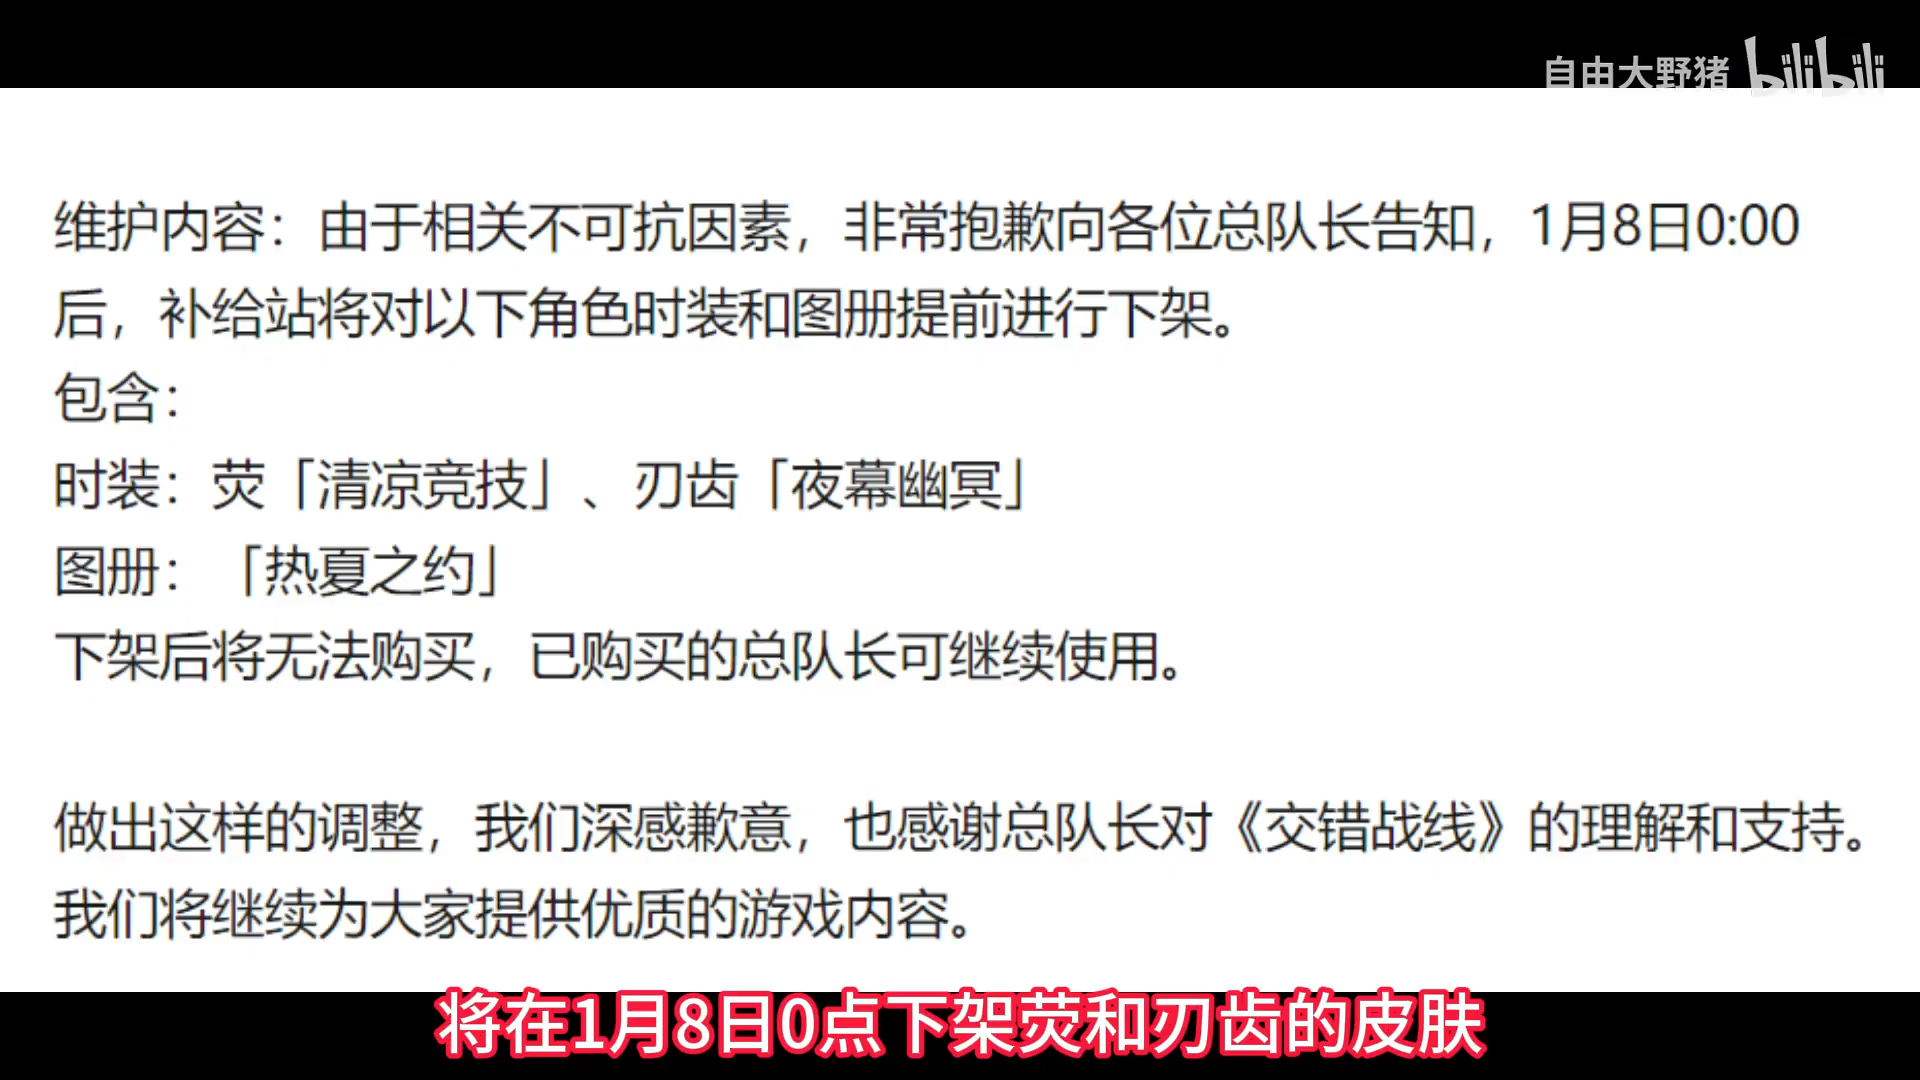 自由大野猪 bilibili
维护内容：由于相关不可抗因素，非常抱歉向各位总队长告知，1月8日0:00
后，补给站将对以下角色时装和图册提前进行下架。
包含：
时装：荧「清凉竞技」、刃齿「夜幕幽冥」
图册：「热夏之约」
下架后将无法购买，已购买的总队长可继续使用。
做出这样的调整，我们深感歉意，也感谢总队长对《交错战线》的理解和支持。
我们将继续为大家提供优质的游戏内容。
将在1月8日0点下架荧和刃齿的皮肤